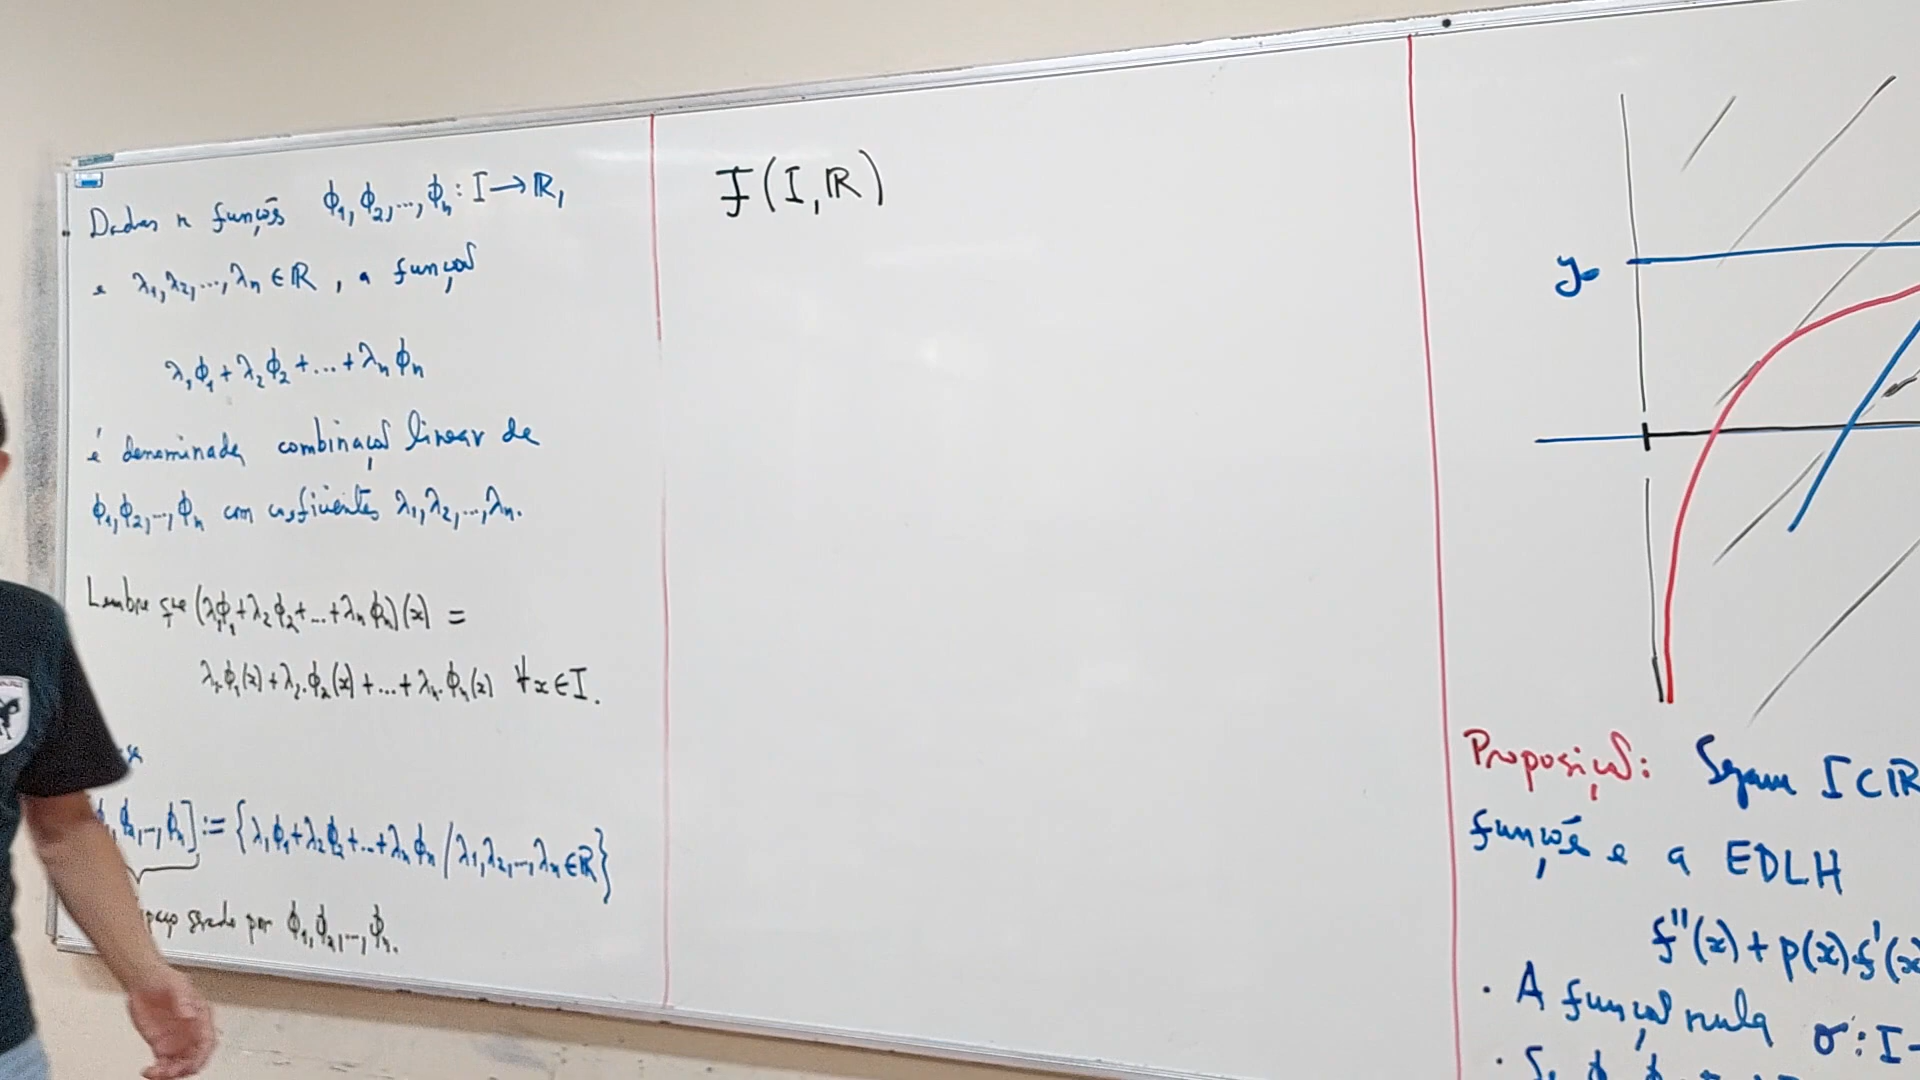 Dadas n funções ϕ₁, ϕ₂, ..., ϕₙ : I → ℝ,
e λ₁, λ₂, ..., λₙ ∈ ℝ, a função
λ₁ϕ₁ + λ₂ϕ₂ + ... + λₙϕₙ
é denominada combinação linear de
ϕ₁, ϕ₂, ..., ϕₙ com coeficientes λ₁, λ₂, ..., λₙ.
Lembre que (λ₁ϕ₁ + λ₂ϕ₂ + ... + λₙϕₙ)(x) =
λ₁.ϕ₁(x) + λ₂.ϕ₂(x) + ... + λₙ.ϕₙ(x) ∀x ∈ I.
se
, ϕ₂, ..., ϕₙ] := {λ₁ϕ₁ + λ₂ϕ₂ + ... + λₙϕₙ / λ₁, λ₂, ..., λₙ ∈ ℝ}
paço gerado por ϕ₁, ϕ₂, ..., ϕₙ.
F(I, ℝ)
y₀
Proposição: Sejam I ⊂ ℝ
funções e a EDLH
f''(x) + p(x).f'(x
· A função nula σ : I